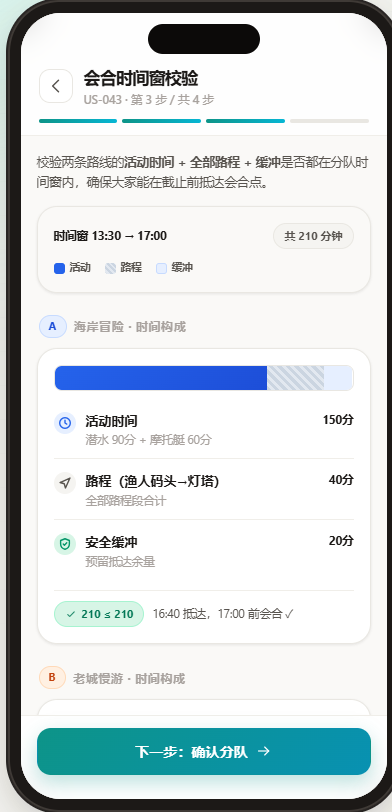 会合时间窗校验
US-043 · 第 3 步 / 共 4 步
校验两条路线的活动时间 + 全部路程 + 缓冲是否都在分队时
间窗内，确保大家能在截止前抵达会合点。
时间窗 13:30 → 17:00
共 210 分钟
活动 路程 缓冲
A 海岸冒险 · 时间构成
活动时间 150分
潜水 90分 + 摩托艇 60分
路程（渔人码头→灯塔） 40分
全部路程段合计
安全缓冲 20分
预留抵达余量
✓ 210 ≤ 210 16:40 抵达，17:00 前会合 ✓
B 老城慢游 · 时间构成
下一步：确认分队 →